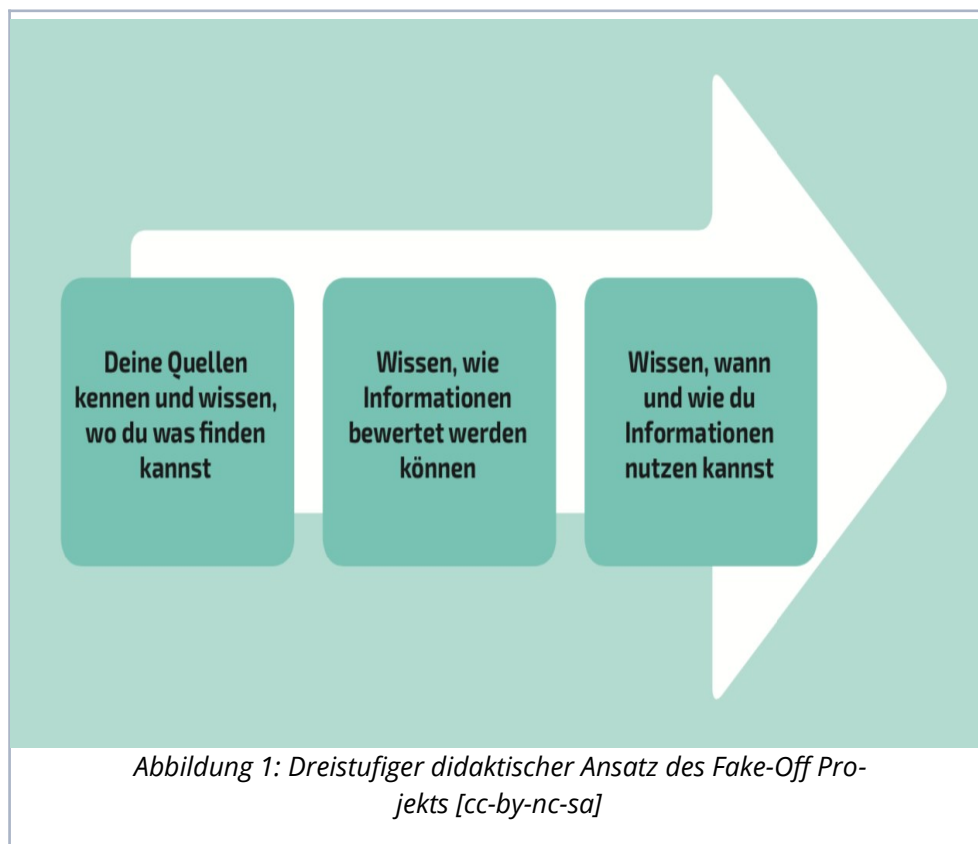 Deine Quellen
kennen und wissen,
wo du was finden
kannst
Wissen, wie
Informationen
bewertet werden
können
Wissen, wann
und wie du
Informationen
nutzen kannst
Abbildung 1: Dreistufiger didaktischer Ansatz des Fake-Off Pro-
jekts [cc-by-nc-sa]